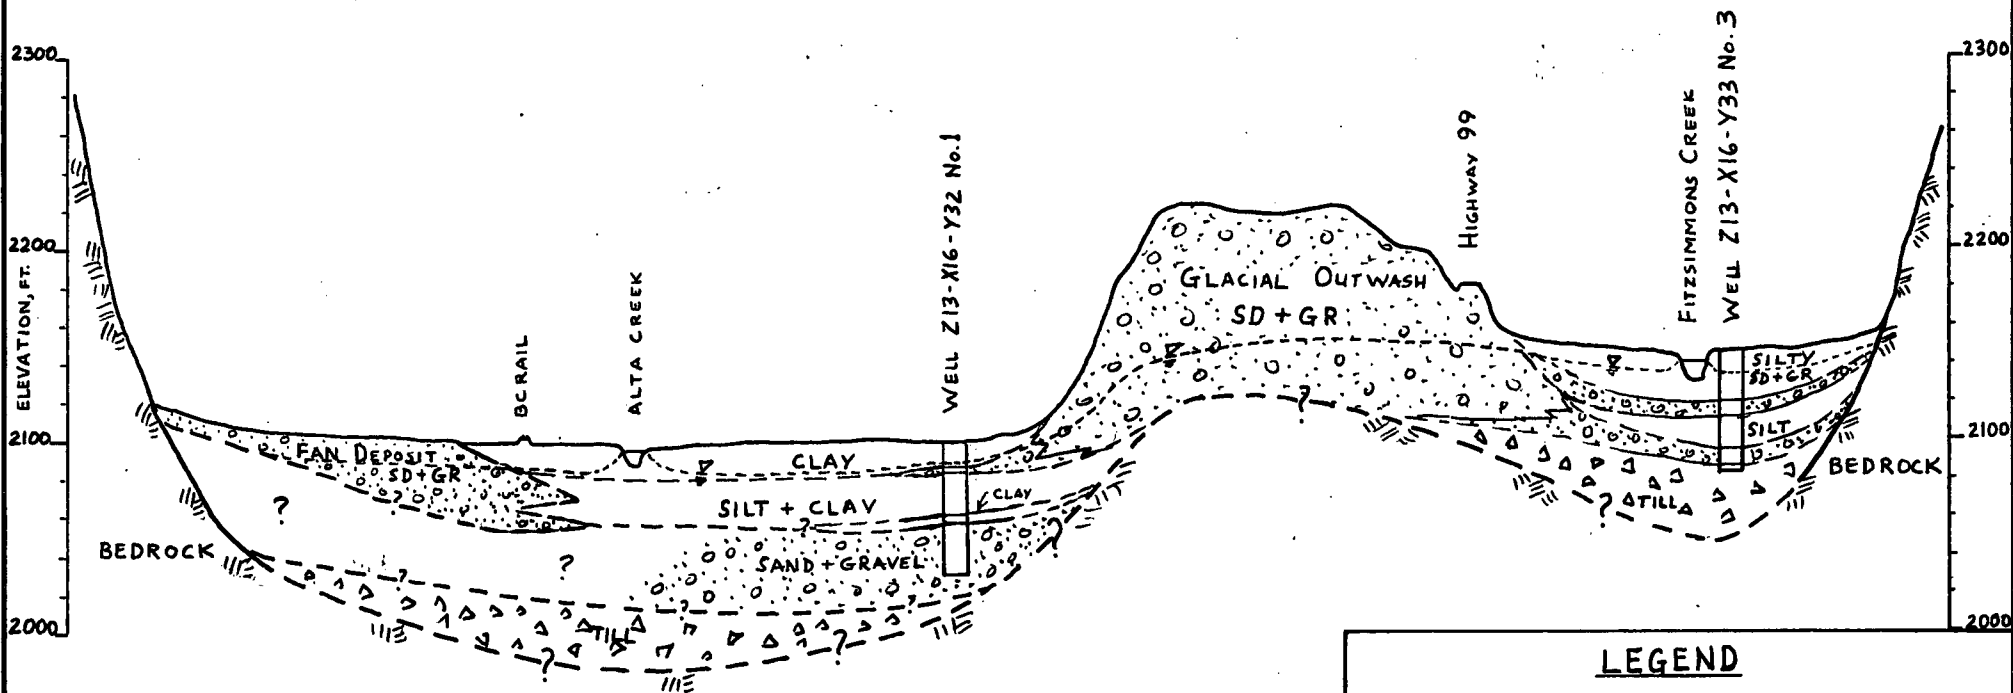 2300
2200
ELEVATION, FT.
2100
2000
BCRAIL
ALTA CREEK
WELL Z13-X16-Y32 No.1
HIGHWAY 99
FITZSIMMONS CREEK
WELL Z13-X16-Y33 No.3
2300
2200
2100
2000
GLACIAL OUTWASH
SD + GR
SILTY
SD + GR
SILT
BEDROCK
TILL
?
?
FAN DEPOSIT
SD + GR
?
CLAY
SILT + CLAY
CLAY
?
?
BEDROCK
?
SAND + GRAVEL
?
?
?
?
TILL
?
?
LEGEND